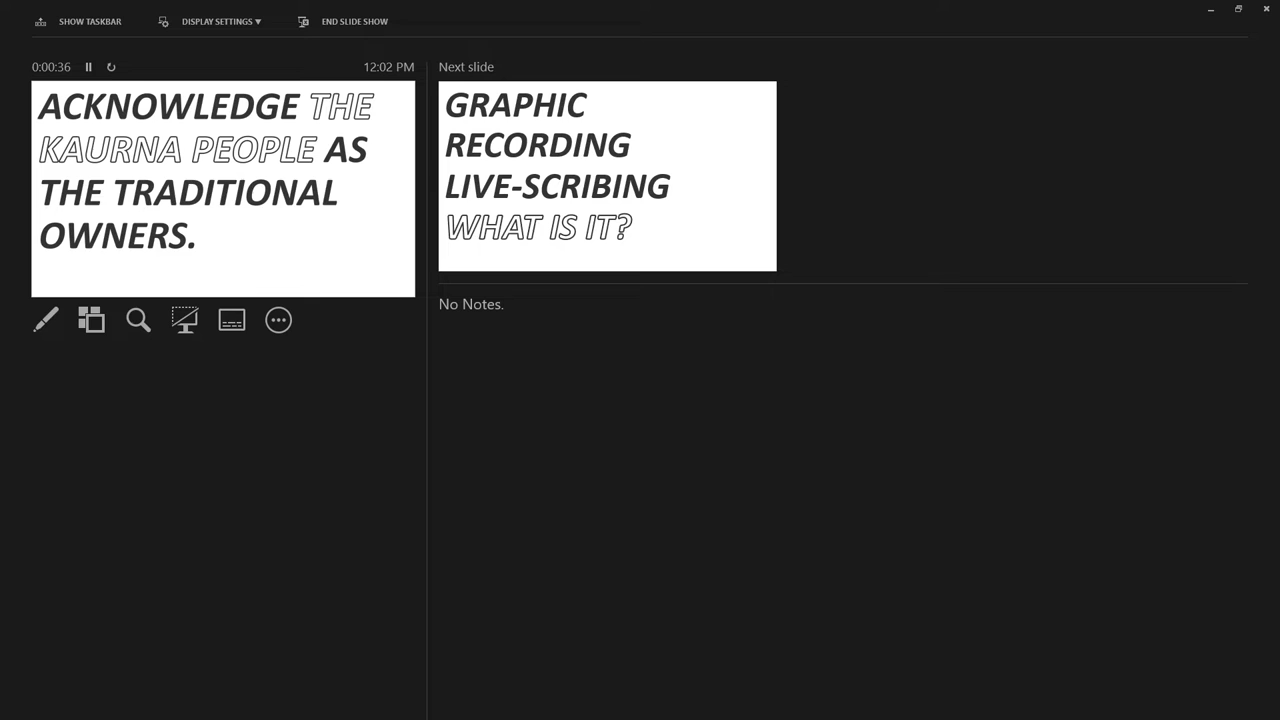 SHOW TASKBAR DISPLAY SETTINGS ▼ END SLIDE SHOW
0:00:36 12:02 PM
ACKNOWLEDGE THE
KAURNA PEOPLE AS
THE TRADITIONAL
OWNERS.
Next slide
GRAPHIC
RECORDING
LIVE-SCRIBING
WHAT IS IT?
No Notes.